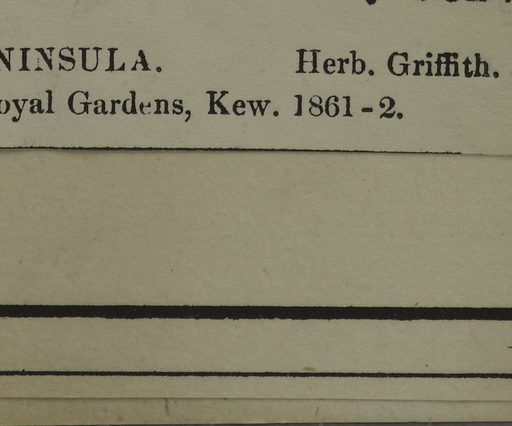 NINSULA. Herb. Griffith.
oyal Gardens, Kew. 1861-2.